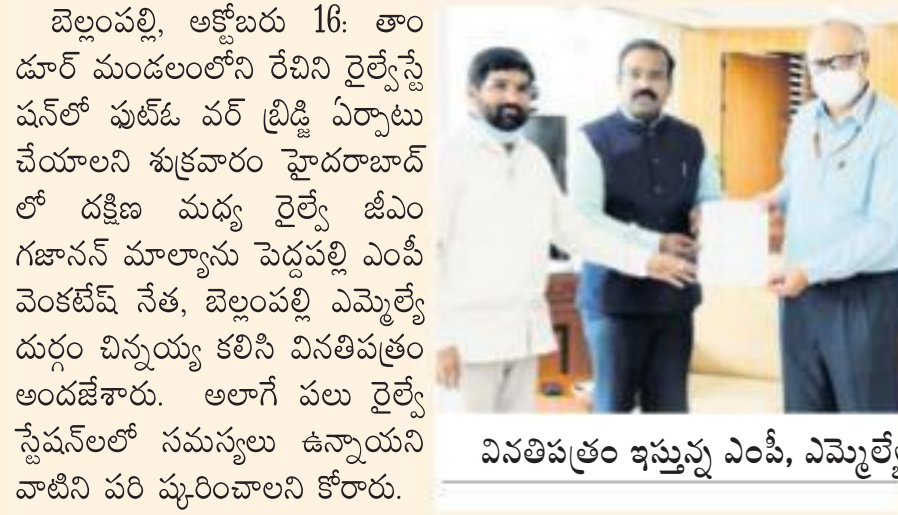 బెల్లంపల్లి, అక్టోబరు 16: తాం
డూర్ మండలంలోని రేచిని రైల్వేస్టే
షన్‌లో ఫుట్‌ఓ వర్ బ్రిడ్జి ఏర్పాటు
చేయాలని శుక్రవారం హైదరాబాద్
లో దక్షిణ మధ్య రైల్వే జీఎం
గజానన్ మాల్యాను పెద్దపల్లి ఎంపీ
వెంకటేష్ నేత, బెల్లంపల్లి ఎమ్మెల్యే
దుర్గం చిన్నయ్య కలిసి వినతిపత్రం
అందజేశారు. అలాగే పలు రైల్వే
స్టేషన్‌లలో సమస్యలు ఉన్నాయని
వాటిని పరి ష్కరించాలని కోరారు.
వినతిపత్రం ఇస్తున్న ఎంపీ, ఎమ్మెల్యే